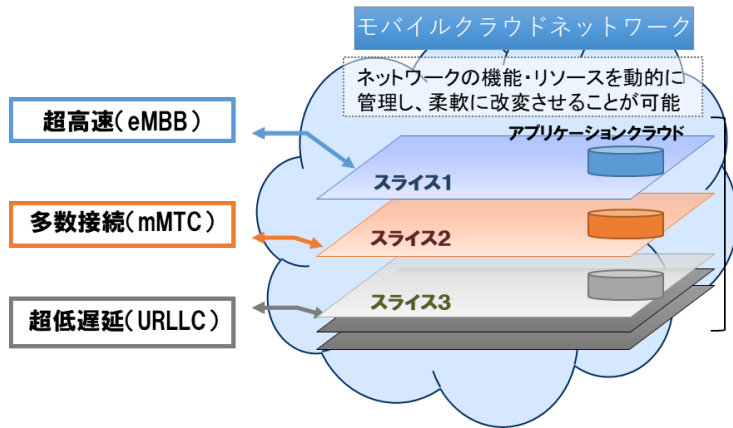 モバイルクラウドネットワーク
ネットワークの機能・リソースを動的に
管理し、柔軟に改変させることが可能
超高速(eMBB)
アプリケーションクラウド
スライス1
多数接続(mMTC)
スライス2
超低遅延(URLLC)
スライス3